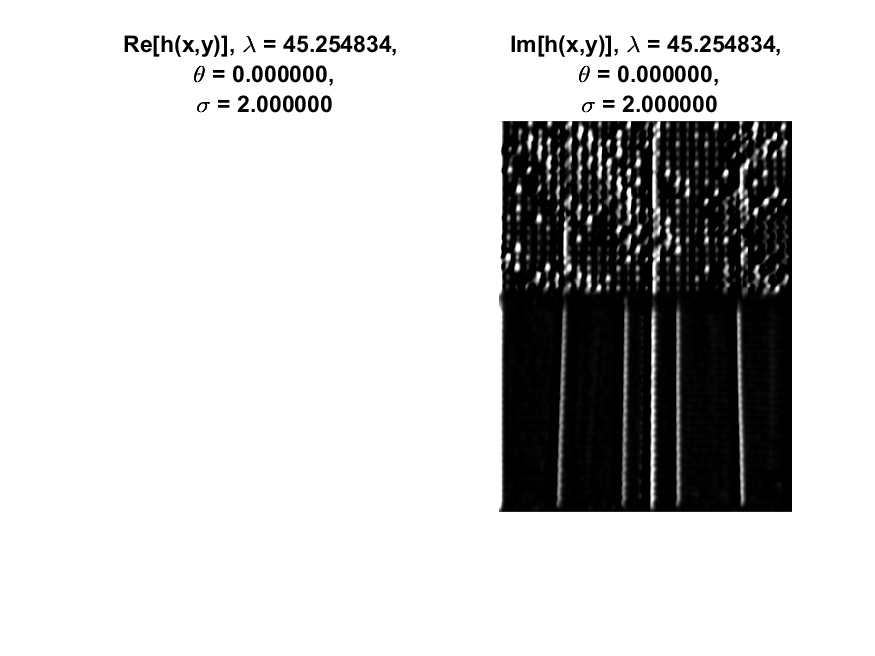 Re[h(x,y)], λ = 45.254834,
θ = 0.000000,
σ = 2.000000
Im[h(x,y)], λ = 45.254834,
θ = 0.000000,
σ = 2.000000